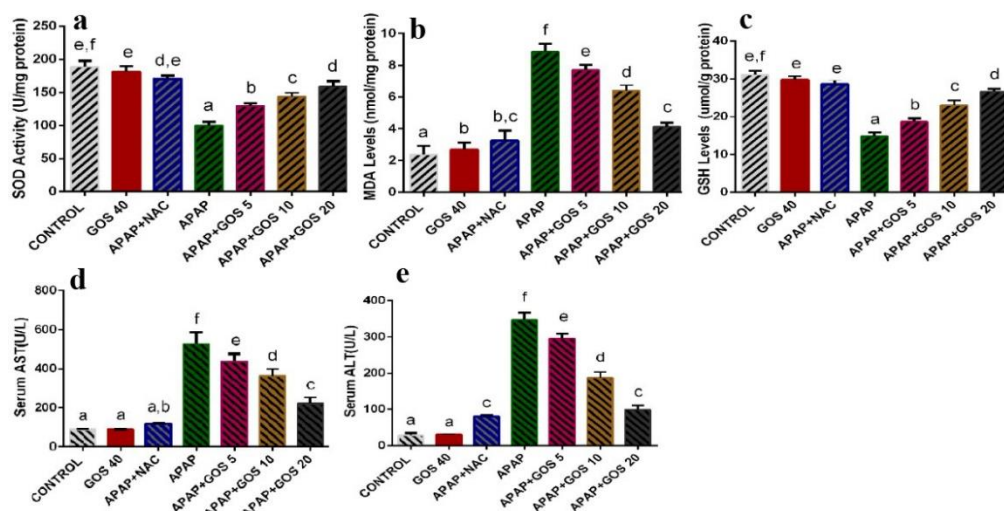 a
SOD Activity (U/mg protein)
250
200
150
100
50
0
e,f
e
d,e
a
b
c
d
CONTROL
GOS 40
APAP+NAC
APAP
APAP+GOS 5
APAP+GOS 10
APAP+GOS 20
b
MDA Levels (nmol/mg protein)
10
8
6
4
2
0
a
b
b,c
f
e
d
c
CONTROL
GOS 40
APAP+NAC
APAP
APAP+GOS 5
APAP+GOS 10
APAP+GOS 20
c
GSH Levels (umol/g protein)
40
30
20
10
0
e,f
e
e
a
b
c
d
CONTROL
GOS 40
APAP+NAC
APAP
APAP+GOS 5
APAP+GOS 10
APAP+GOS 20
d
Serum AST(U/L)
800
600
400
200
0
a
a
a,b
f
e
d
c
CONTROL
GOS 40
APAP+NAC
APAP
APAP+GOS 5
APAP+GOS 10
APAP+GOS 20
e
Serum ALT(U/L)
400
300
200
100
0
a
a
c
f
e
d
c
CONTROL
GOS 40
APAP+NAC
APAP
APAP+GOS 5
APAP+GOS 10
APAP+GOS 20